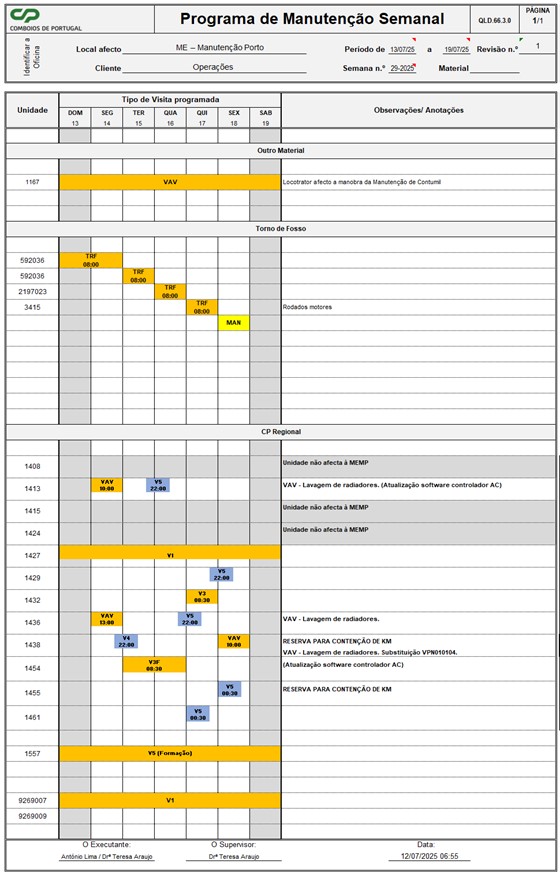 CP
COMBOIOS DE PORTUGAL
Programa de Manutenção Semanal
QLD.66.3.0
PÁGINA
1/1
Identificar a Oficina
Local afecto ME – Manutenção Porto Período de 13/07/25 a 19/07/25 Revisão n.º 1
Cliente Operações Semana n.º 29-2025 Material
Unidade Tipo de Visita programada Observações/ Anotações
DOM SEG TER QUA QUI SEX SAB
13 14 15 16 17 18 19
Outro Material
1167 VAV Locotrator afecto a manobra da Manutenção de Contumil
Torno de Fosso
592036 TRF 08:00
592036 TRF 08:00
2197023 TRF 08:00
3415 TRF 08:00 Rodados motores
MAN
CP Regional
1408 Unidade não afecta à MEMP
1413 VAV 10:00 V5 22:00 VAV - Lavagem de radiadores. (Atualização software controlador AC)
1415 Unidade não afecta à MEMP
1424 Unidade não afecta à MEMP
1427 V1
1429 V5 22:00
1432 V3 08:30
1436 VAV 13:00 V5 22:00 VAV - Lavagem de radiadores.
1438 V4 22:00 VAV 10:00 RESERVA PARA CONTENÇÃO DE KM
VAV - Lavagem de radiadores. Substituição VPN010104.
1454 V3F 08:30 (Atualização software controlador AC)
1455 V5 00:30 RESERVA PARA CONTENÇÃO DE KM
1461 V5 00:30
1557 V5 (Formação)
9269007 V1
9269009
O Executante: O Supervisor: Data:
António Lima / Drª Teresa Araujo Drª Teresa Araujo 12/07/2025 06:55